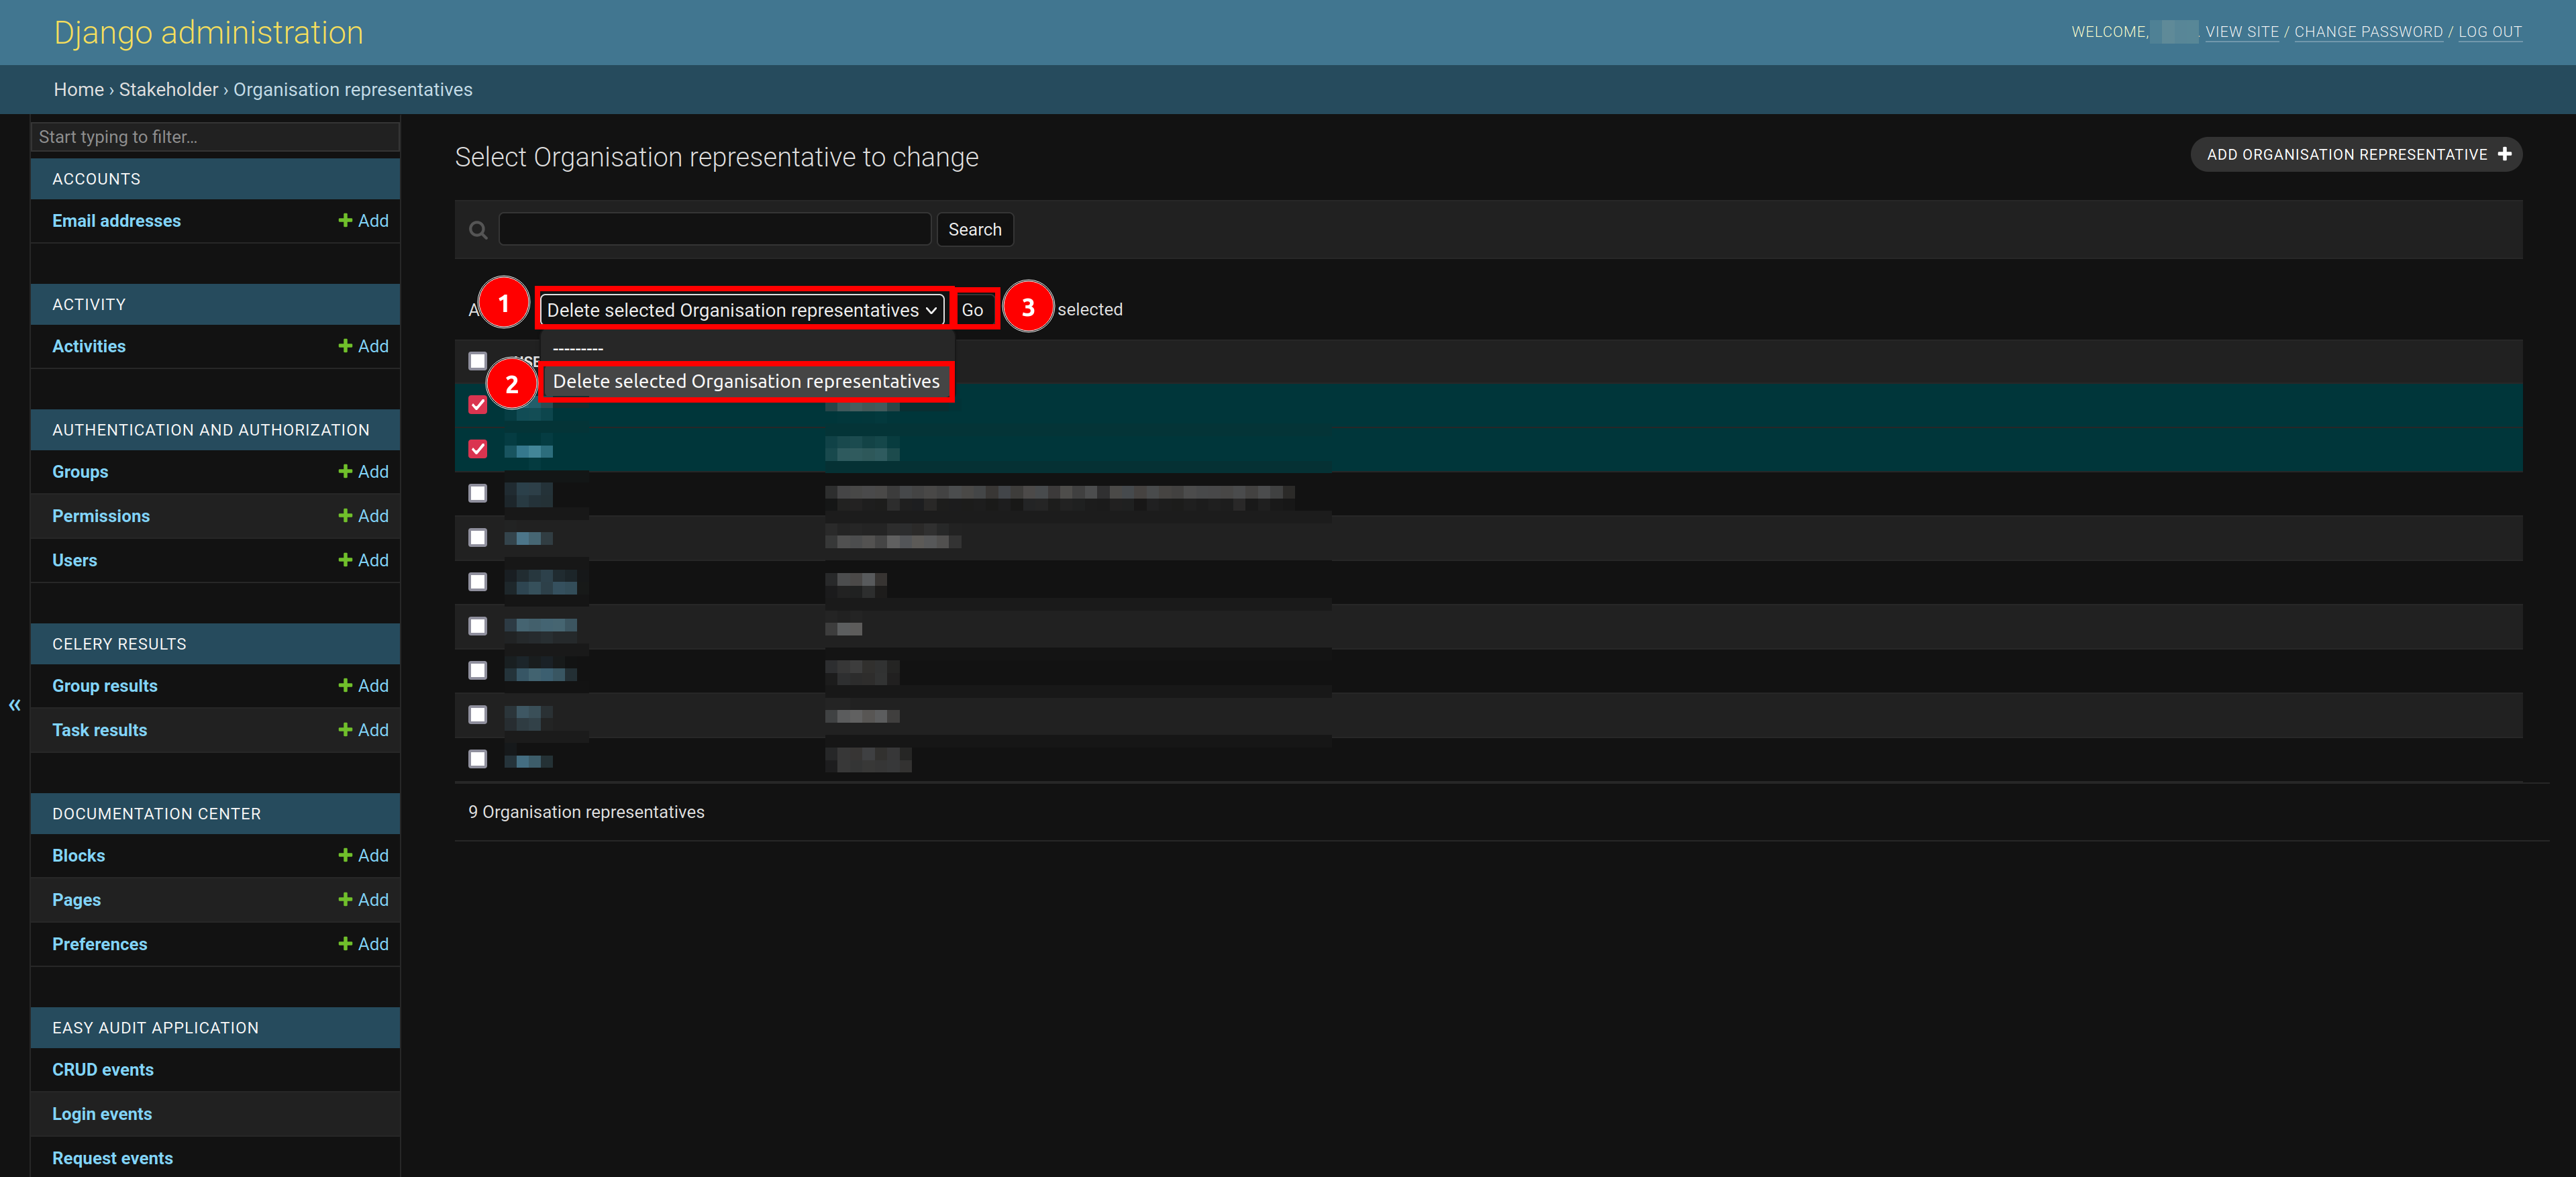 Django administration
WELCOME, VIEW SITE / CHANGE PASSWORD / LOG OUT
Home › Stakeholder › Organisation representatives
Start typing to filter...
ACCOUNTS
Email addresses
Add
ACTIVITY
Activities
Add
AUTHENTICATION AND AUTHORIZATION
Groups
Add
Permissions
Add
Users
Add
CELERY RESULTS
Group results
Add
Task results
Add
«
DOCUMENTATION CENTER
Blocks
Add
Pages
Add
Preferences
Add
EASY AUDIT APPLICATION
CRUD events
Login events
Request events
Select Organisation representative to change
ADD ORGANISATION REPRESENTATIVE +
Search
1
Delete selected Organisation representatives
Go
3
selected
---------
2
Delete selected Organisation representatives
9 Organisation representatives